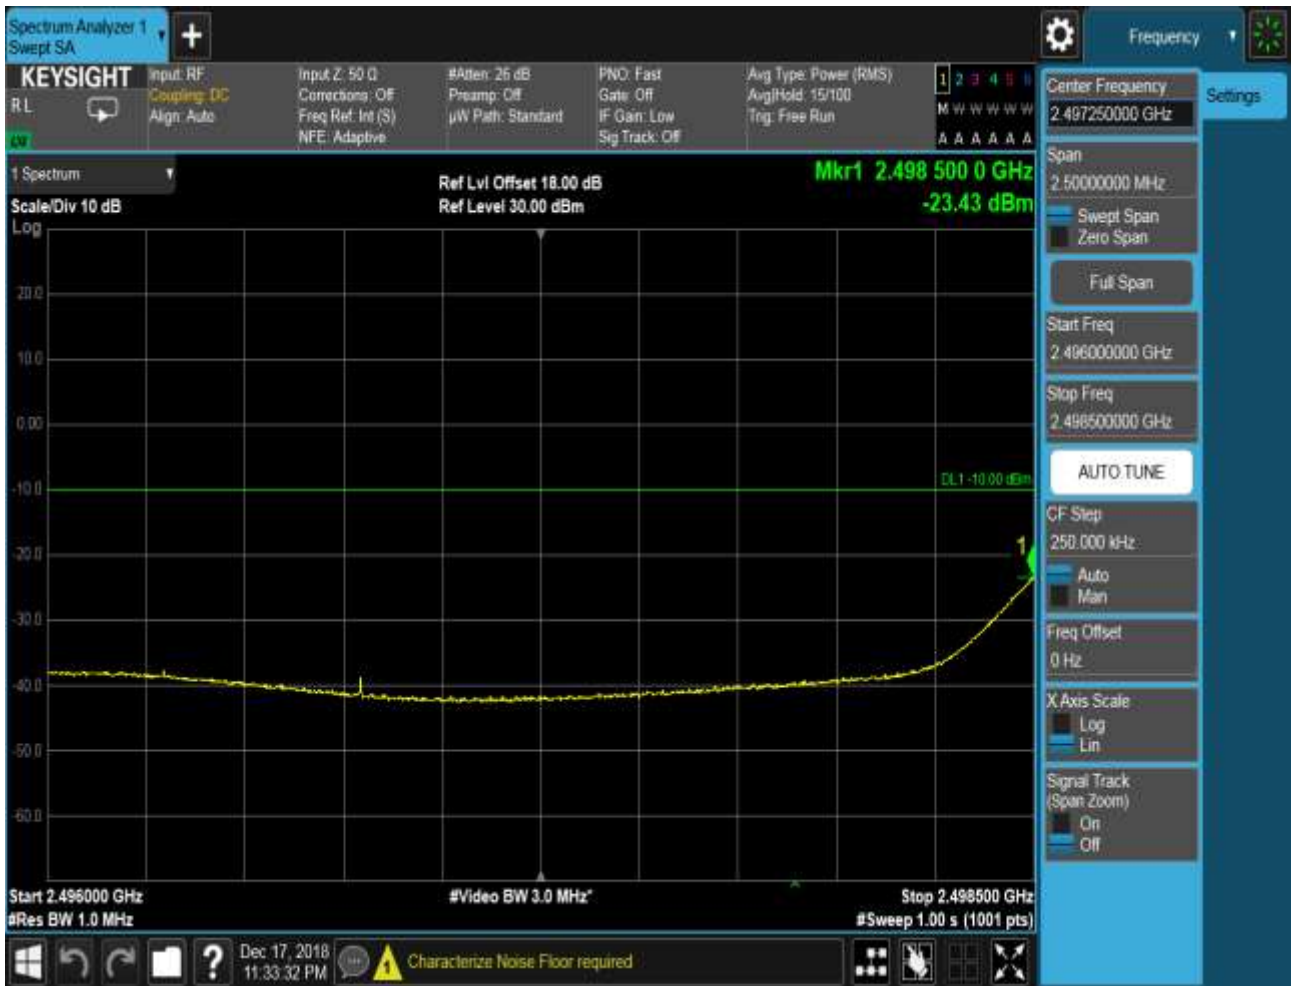 Spectrum Analyzer 1
Swept SA
+
Frequency
KEYSIGHT
R L
Input: RF
Coupling: DC
Align: Auto
Input Z: 50 Ω
Corrections: Off
Freq Ref: Int (S)
NFE: Adaptive
#Atten: 26 dB
Preamp: Off
µW Path: Standard
PNO: Fast
Gate: Off
IF Gain: Low
Sig Track: Off
Avg Type: Power (RMS)
Avg|Hold: 15/100
Trig: Free Run
1 2 3 4 5 6
M W W W W W
A A A A A A
1 Spectrum
Scale/Div 10 dB
Log
Ref Lvl Offset 18.00 dB
Ref Level 30.00 dBm
Mkr1 2.498 500 0 GHz
-23.43 dBm
20.0
10.0
0.00
-10.0
-20.0
-30.0
-40.0
-50.0
-60.0
DL1 -10.00 dBm
1
Start 2.496000 GHz
#Res BW 1.0 MHz
#Video BW 3.0 MHz*
Stop 2.498500 GHz
#Sweep 1.00 s (1001 pts)
Center Frequency
2.497250000 GHz
Settings
Span
2.50000000 MHz
Swept Span
Zero Span
Full Span
Start Freq
2.496000000 GHz
Stop Freq
2.498500000 GHz
AUTO TUNE
CF Step
250.000 kHz
Auto
Man
Freq Offset
0 Hz
X Axis Scale
Log
Lin
Signal Track
(Span Zoom)
On
Off
?
Dec 17, 2018
11:33:32 PM
1
Characterize Noise Floor required